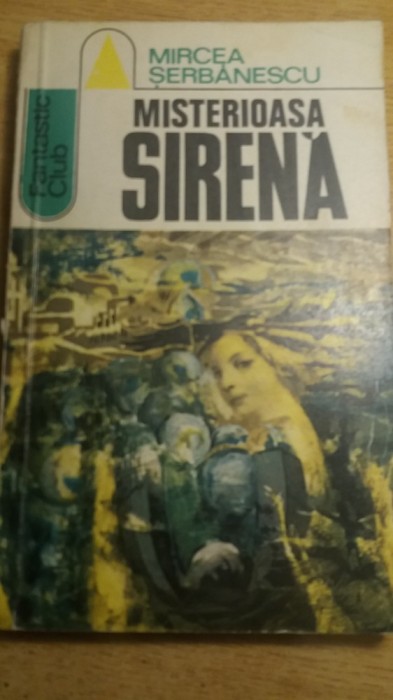 MIRCEA
ȘERBĂNESCU
MISTERIOASA
SIRENĂ
Fantastic
Club